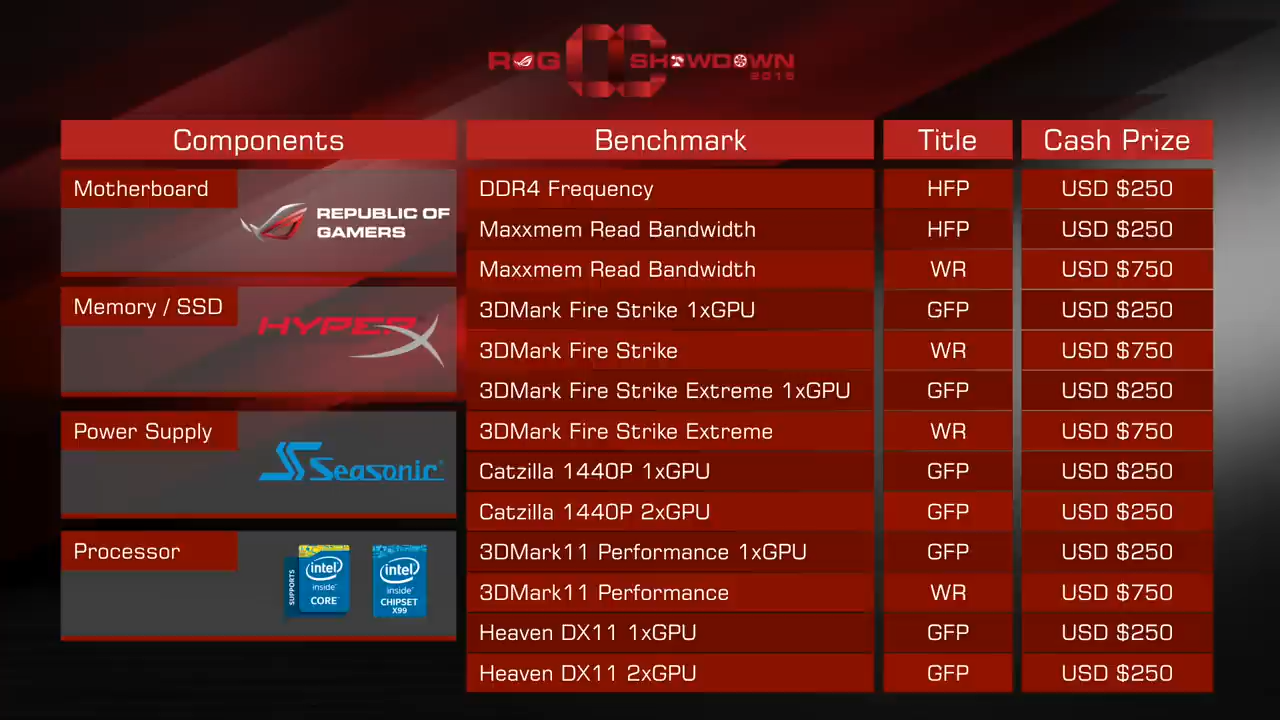 ROG OC SHOWDOWN
2015
Components
Motherboard
REPUBLIC OF
GAMERS
Memory / SSD
HYPERX
Power Supply
Seasonic®
Processor
SUPPORTS
intel
inside™
CORE™
intel
inside™
CHIPSET
X99
Benchmark Title Cash Prize
DDR4 Frequency HFP USD $250
Maxxmem Read Bandwidth HFP USD $250
Maxxmem Read Bandwidth WR USD $750
3DMark Fire Strike 1xGPU GFP USD $250
3DMark Fire Strike WR USD $750
3DMark Fire Strike Extreme 1xGPU GFP USD $250
3DMark Fire Strike Extreme WR USD $750
Catzilla 1440P 1xGPU GFP USD $250
Catzilla 1440P 2xGPU GFP USD $250
3DMark11 Performance 1xGPU GFP USD $250
3DMark11 Performance WR USD $750
Heaven DX11 1xGPU GFP USD $250
Heaven DX11 2xGPU GFP USD $250